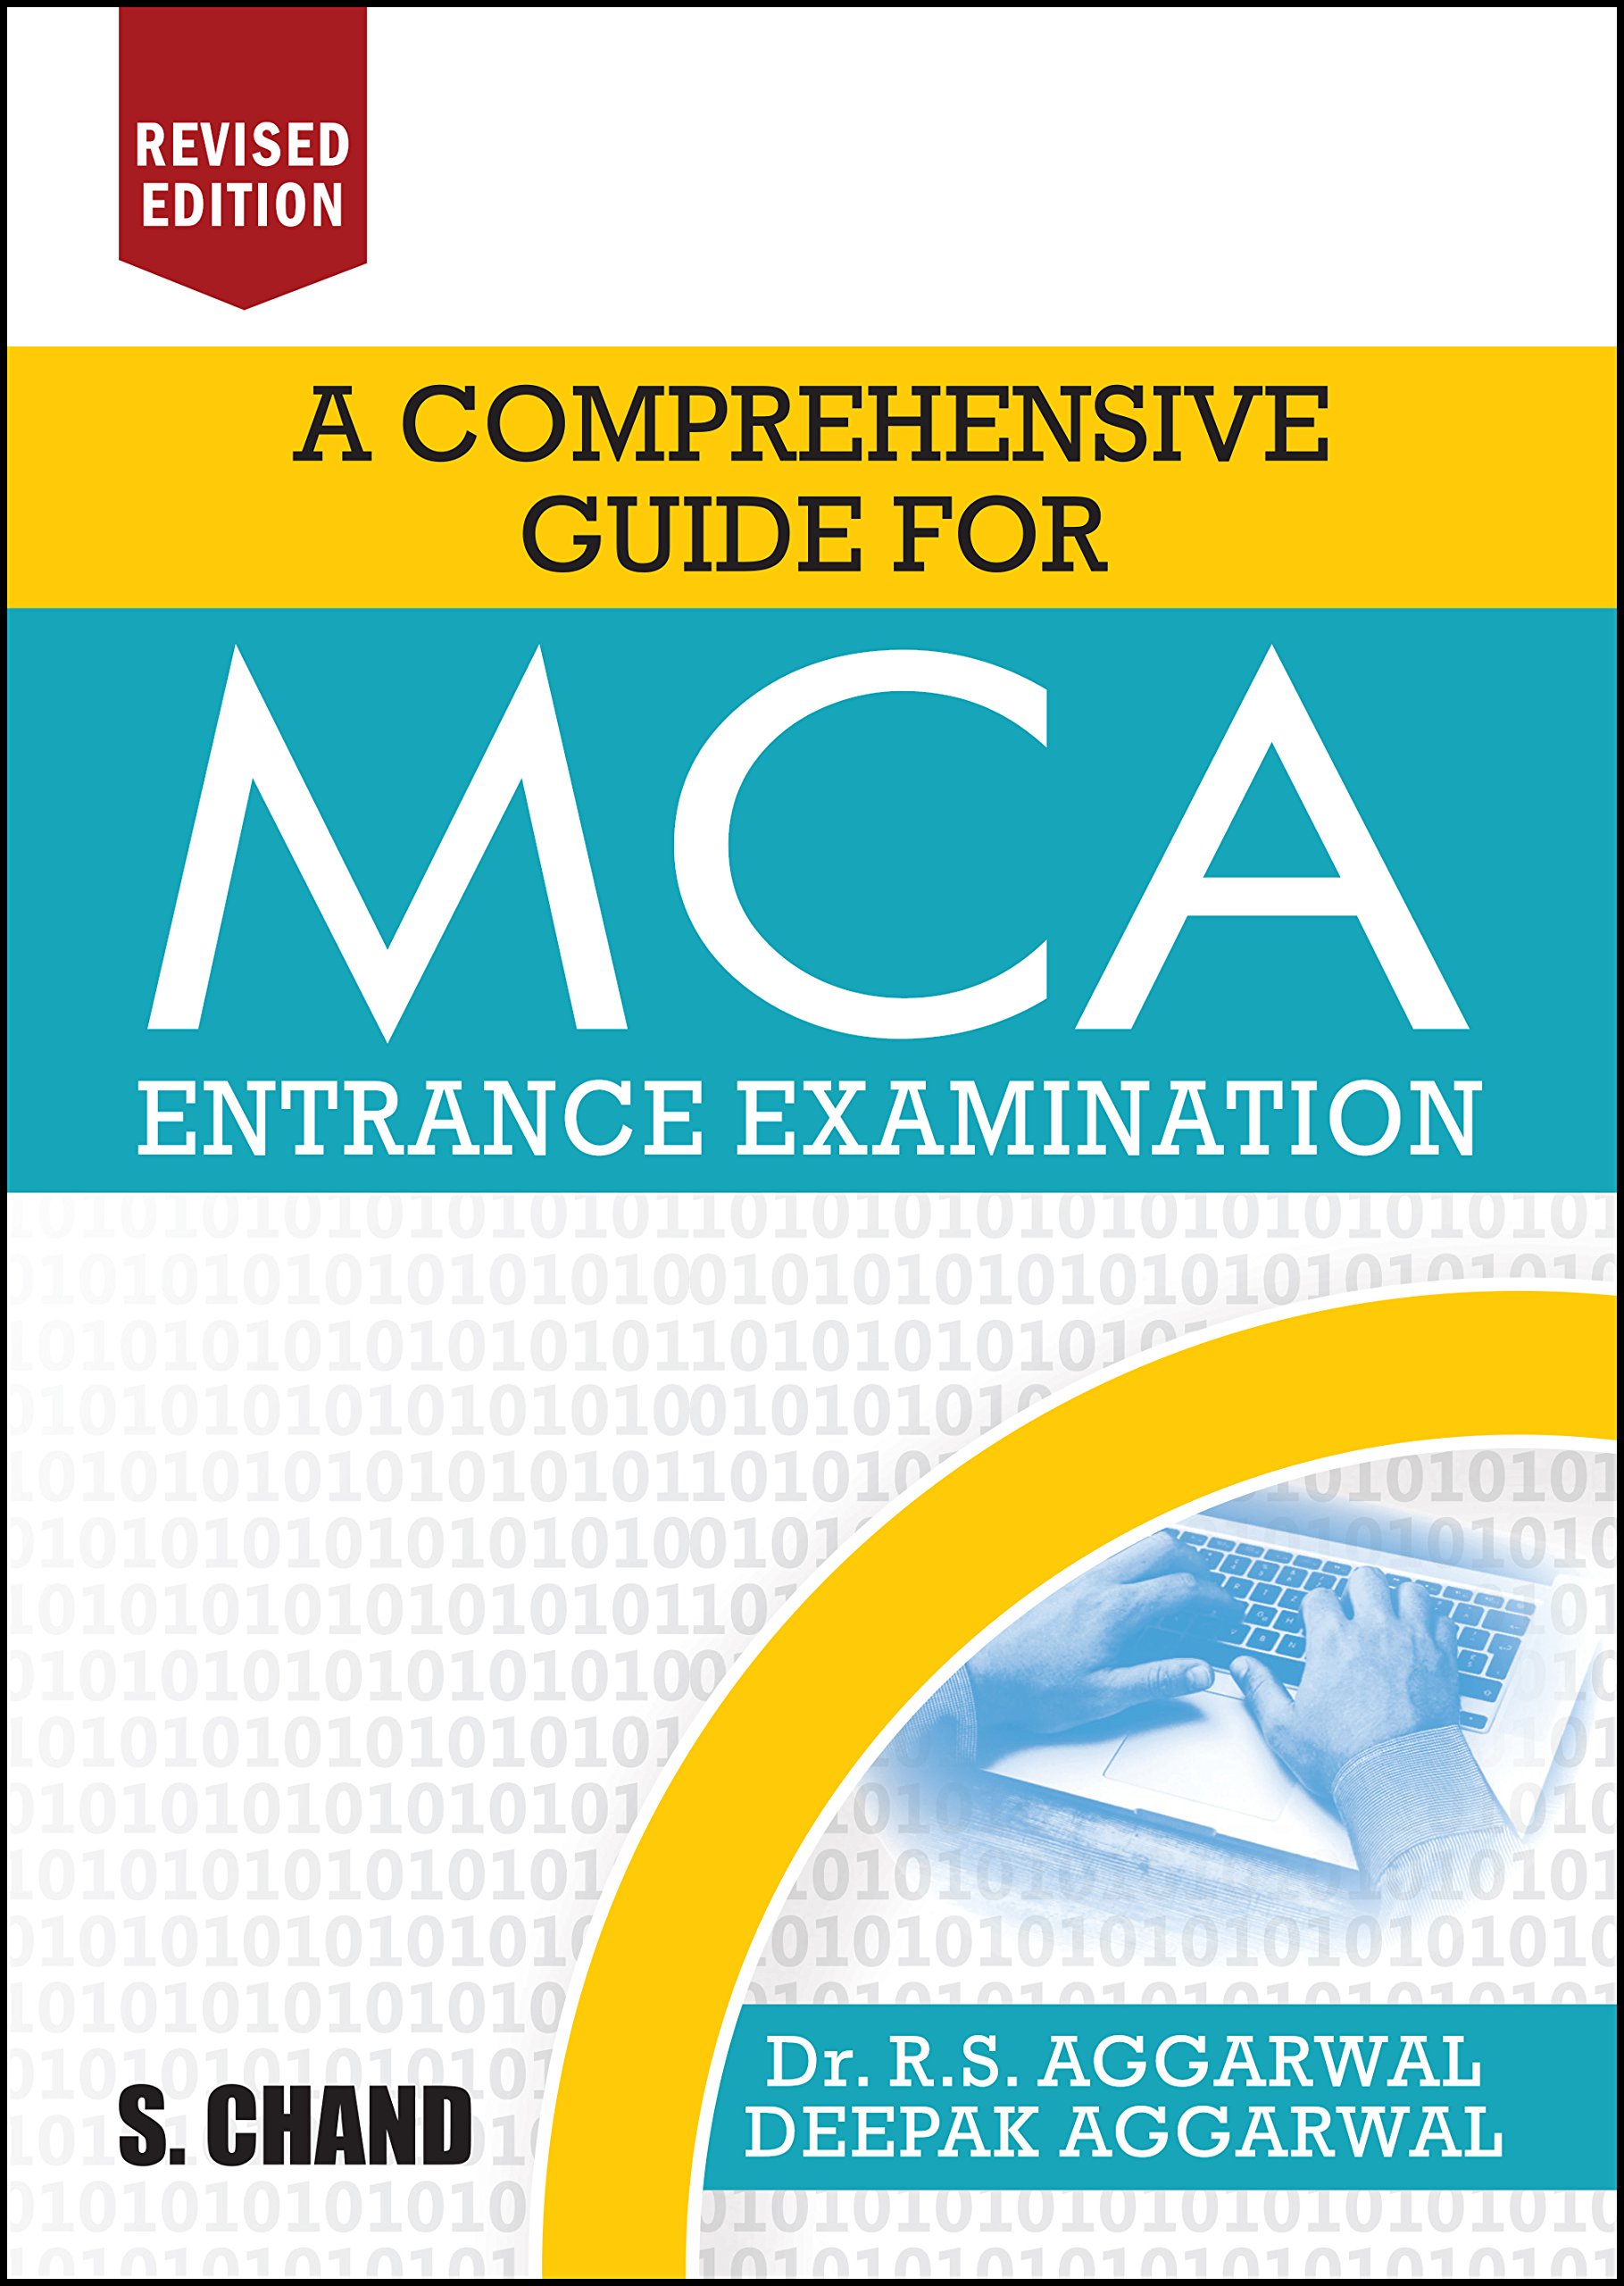 REVISED
EDITION
A COMPREHENSIVE
GUIDE FOR
MCA
ENTRANCE EXAMINATION
Dr. R.S. AGGARWAL
DEEPAK AGGARWAL
S. CHAND